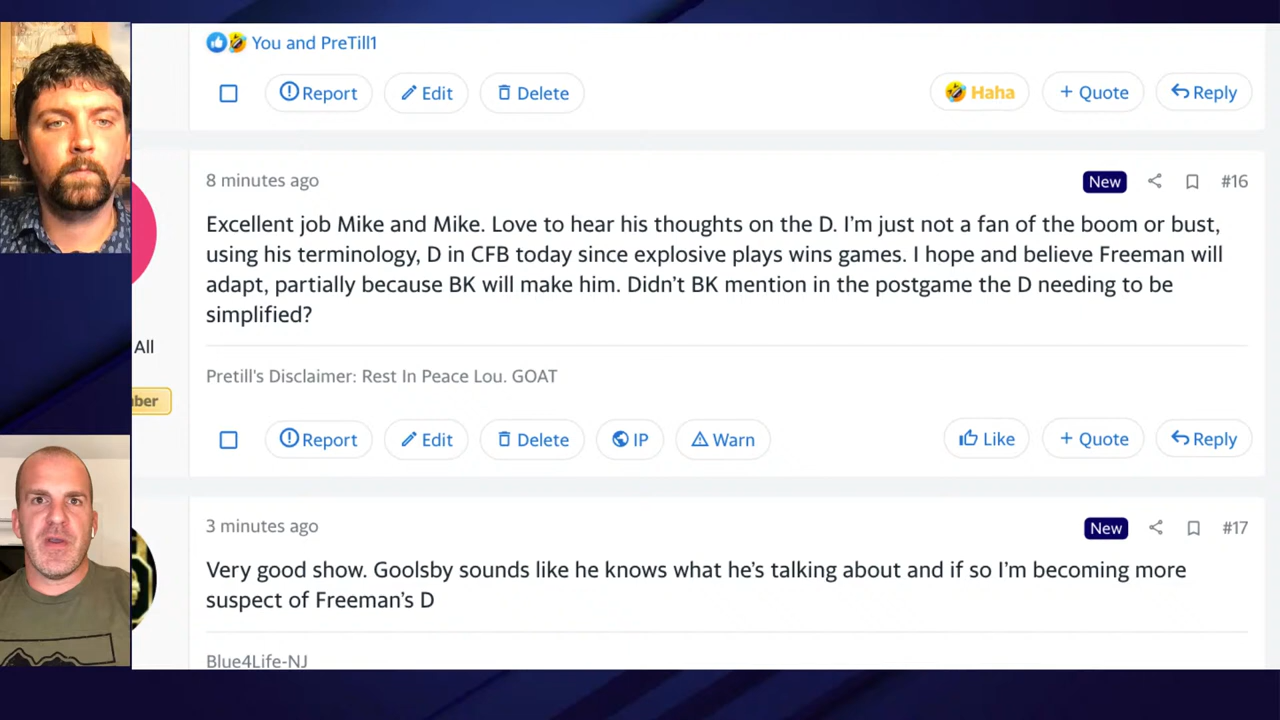 You and PreTill1
Report Edit Delete Haha + Quote Reply
8 minutes ago New #16
Excellent job Mike and Mike. Love to hear his thoughts on the D. I'm just not a fan of the boom or bust,
using his terminology, D in CFB today since explosive plays wins games. I hope and believe Freeman will
adapt, partially because BK will make him. Didn't BK mention in the postgame the D needing to be
simplified?
All
Pretill's Disclaimer: Rest In Peace Lou. GOAT
ber
Report Edit Delete IP Warn Like + Quote Reply
3 minutes ago New #17
Very good show. Goolsby sounds like he knows what he's talking about and if so I'm becoming more
suspect of Freeman's D
Blue4Life-NJ